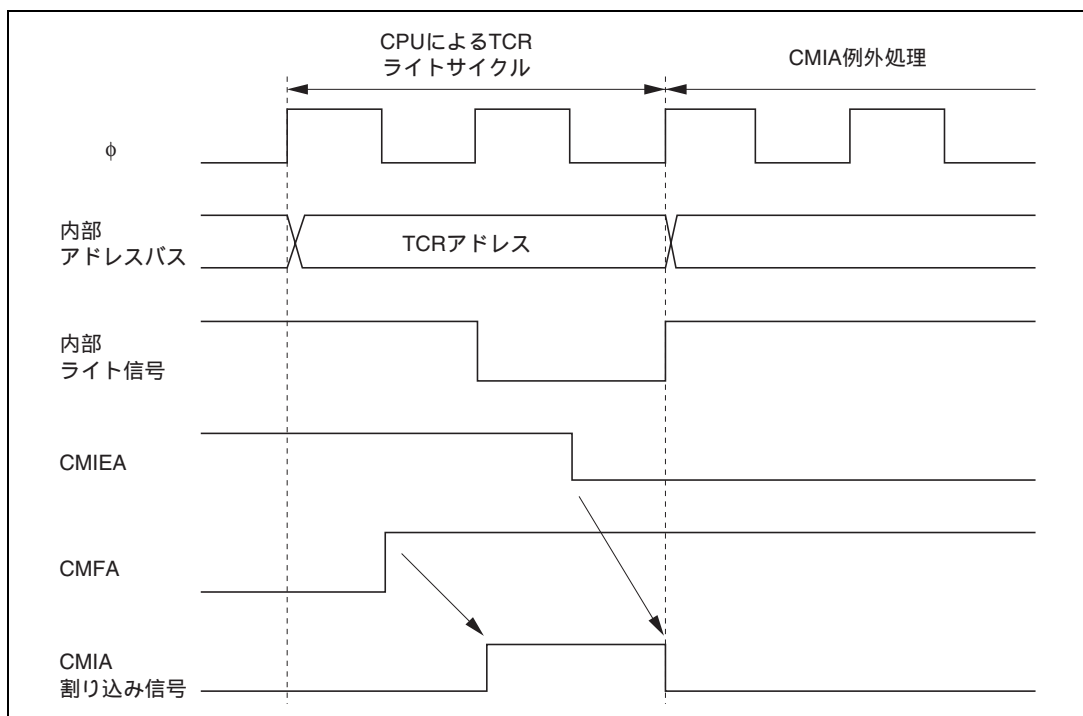 CPUによるTCR
ライトサイクル
CMIA例外処理
φ
内部
アドレスバス
TCRアドレス
内部
ライト信号
CMIEA
CMFA
CMIA
割り込み信号